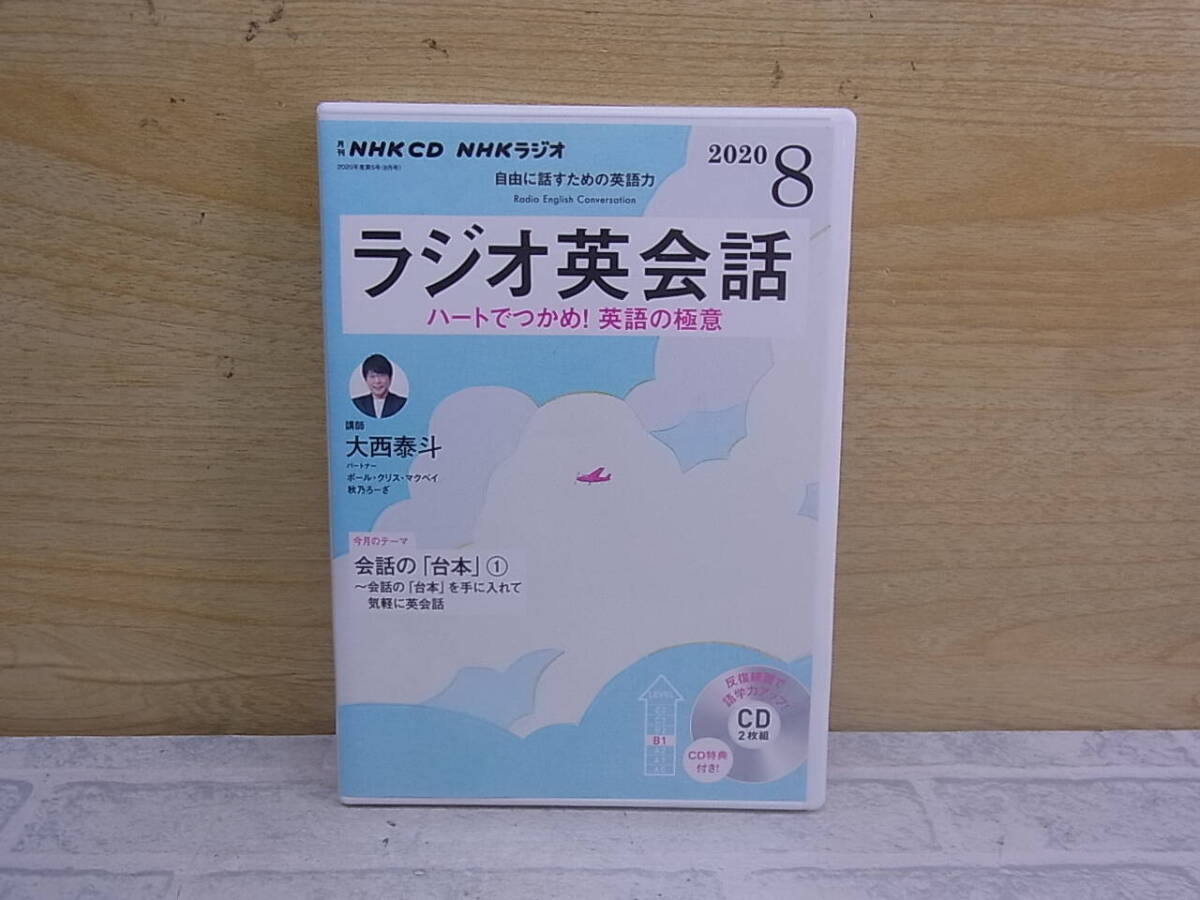 月刊 NHK CD NHKラジオ
2020年度第5号(8月号)
2020 8
自由に話すための英語力
Radio English Conversation
ラジオ英会話
ハートでつかめ! 英語の極意
講師
大西泰斗
パートナー
ポール・クリス・マクベイ
秋乃ろーざ
今月のテーマ
会話の「台本」①
~会話の「台本」を手に入れて
気軽に英会話
LEVEL
B1
反復練習で
語学力アップ!
CD
2枚組
CD特典
付き!